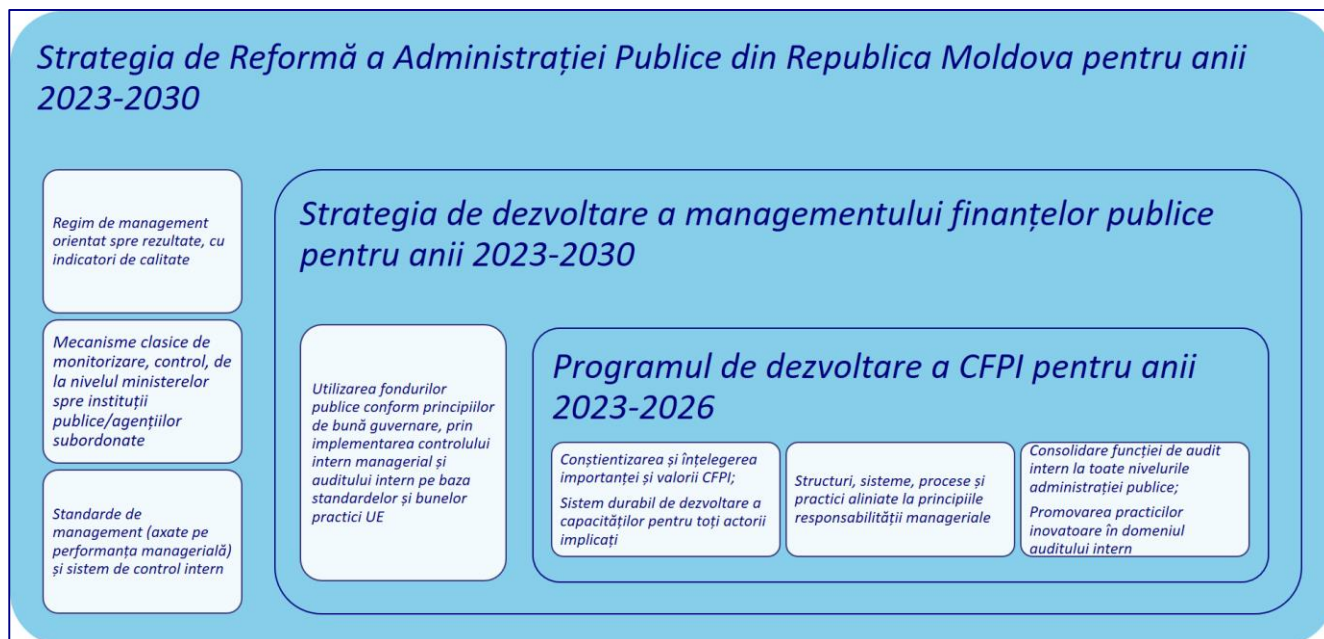 Strategia de Reformă a Administrației Publice din Republica Moldova pentru anii
2023-2030
Regim de management
orientat spre rezultate, cu
indicatori de calitate
Mecanisme clasice de
monitorizare, control, de
la nivelul ministerelor
spre instituții
publice/agențiilor
subordonate
Standarde de
management (axate pe
performanța managerială)
și sistem de control intern
Strategia de dezvoltare a managementului finanțelor publice
pentru anii 2023-2030
Utilizarea fondurilor
publice conform principiilor
de bună guvernare, prin
implementarea controlului
intern managerial și
auditului intern pe baza
standardelor și bunelor
practici UE
Programul de dezvoltare a CFPI pentru anii
2023-2026
Conștientizarea și înțelegerea
importanței și valorii CFPI;
Sistem durabil de dezvoltare a
capacităților pentru toți actorii
implicați
Structuri, sisteme, procese și
practici aliniate la principiile
responsabilității manageriale
Consolidare funcției de audit
intern la toate nivelurile
administrației publice;
Promovarea practicilor
inovatoare în domeniul
auditului intern